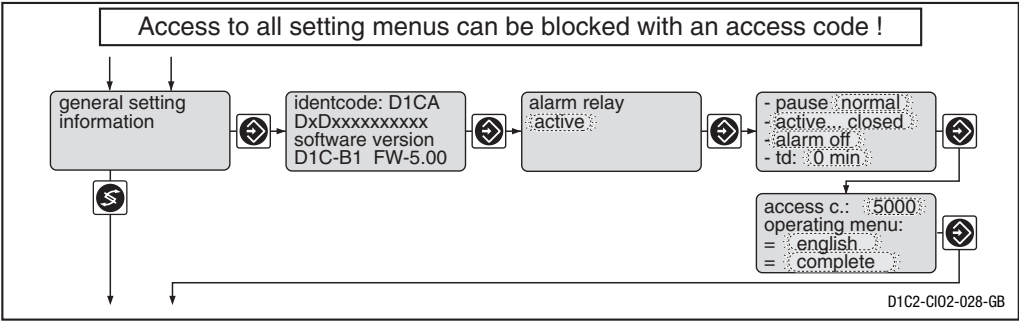 Access to all setting menus can be blocked with an access code !
general setting
information
identcode: D1CA
DxDxxxxxxxxxx
software version
D1C-B1 FW-5.00
alarm relay
active
- pause normal
- active... closed
- alarm off
- td: 0 min
access c.: 5000
operating menu:
= english
= complete
D1C2-CI02-028-GB